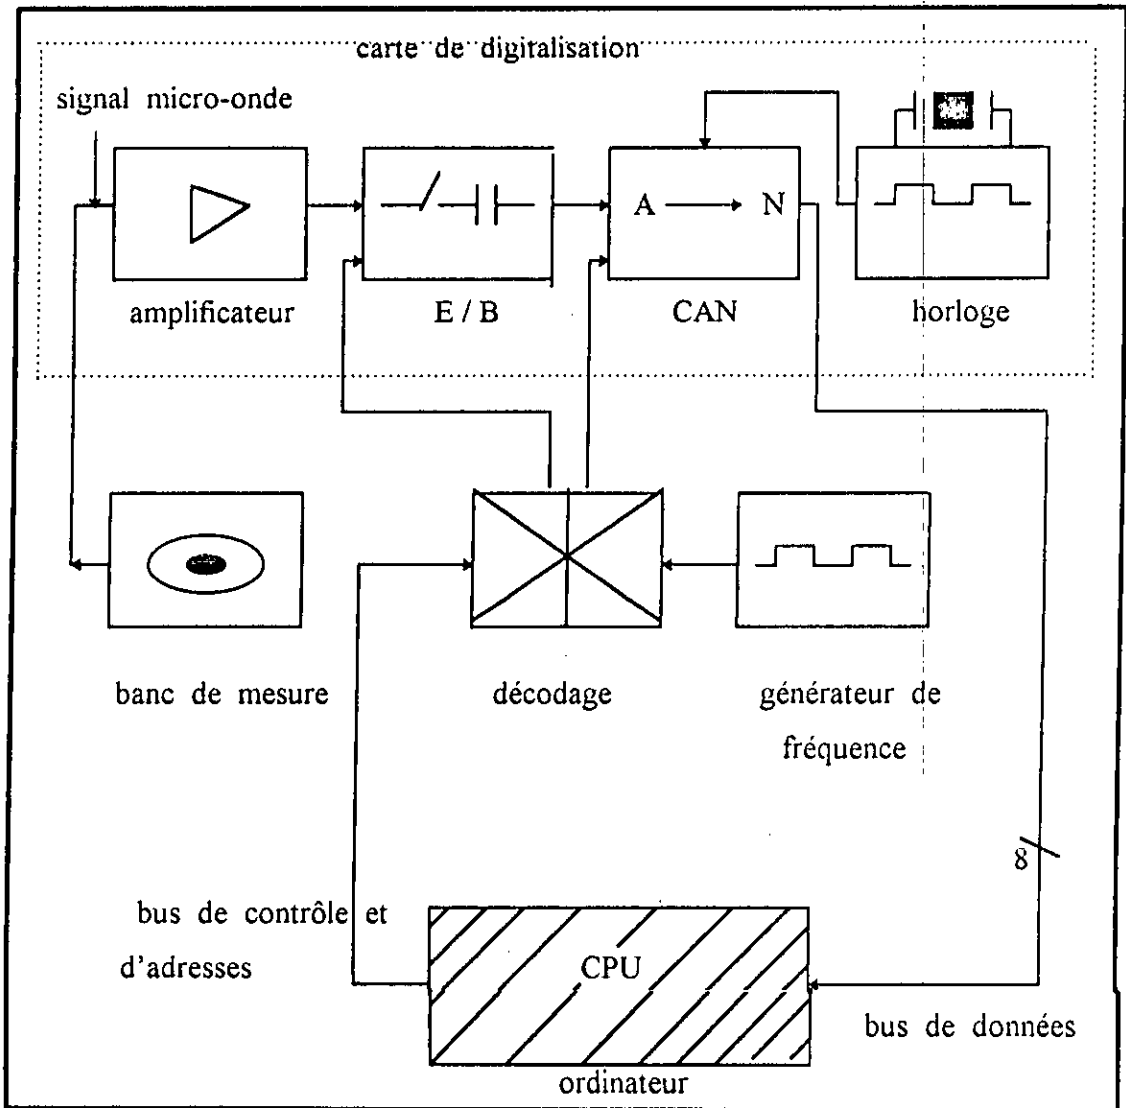 carte de digitalisation
signal micro-onde
A N
amplificateur E / B CAN horloge
banc de mesure décodage générateur de
fréquence
8
bus de contrôle et
d'adresses
CPU
bus de données
ordinateur